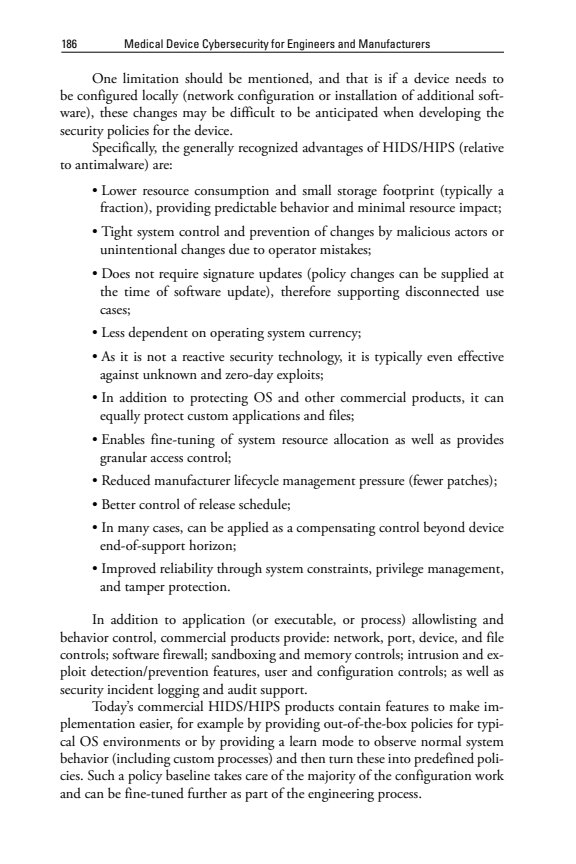 186 Medical Device Cybersecurity for Engineers and Manufacturers
One limitation should be mentioned, and that is if a device needs to
be configured locally (network configuration or installation of additional soft-
ware), these changes may be difficult to be anticipated when developing the
security policies for the device.
Specifically, the generally recognized advantages of HIDS/HIPS (relative
to antimalware) are:
• Lower resource consumption and small storage footprint (typically a
fraction), providing predictable behavior and minimal resource impact;
• Tight system control and prevention of changes by malicious actors or
unintentional changes due to operator mistakes;
• Does not require signature updates (policy changes can be supplied at
the time of software update), therefore supporting disconnected use
cases;
• Less dependent on operating system currency;
• As it is not a reactive security technology, it is typically even effective
against unknown and zero-day exploits;
• In addition to protecting OS and other commercial products, it can
equally protect custom applications and files;
• Enables fine-tuning of system resource allocation as well as provides
granular access control;
• Reduced manufacturer lifecycle management pressure (fewer patches);
• Better control of release schedule;
• In many cases, can be applied as a compensating control beyond device
end-of-support horizon;
• Improved reliability through system constraints, privilege management,
and tamper protection.
In addition to application (or executable, or process) allowlisting and
behavior control, commercial products provide: network, port, device, and file
controls; software firewall; sandboxing and memory controls; intrusion and ex-
ploit detection/prevention features, user and configuration controls; as well as
security incident logging and audit support.
Today's commercial HIDS/HIPS products contain features to make im-
plementation easier, for example by providing out-of-the-box policies for typi-
cal OS environments or by providing a learn mode to observe normal system
behavior (including custom processes) and then turn these into predefined poli-
cies. Such a policy baseline takes care of the majority of the configuration work
and can be fine-tuned further as part of the engineering process.